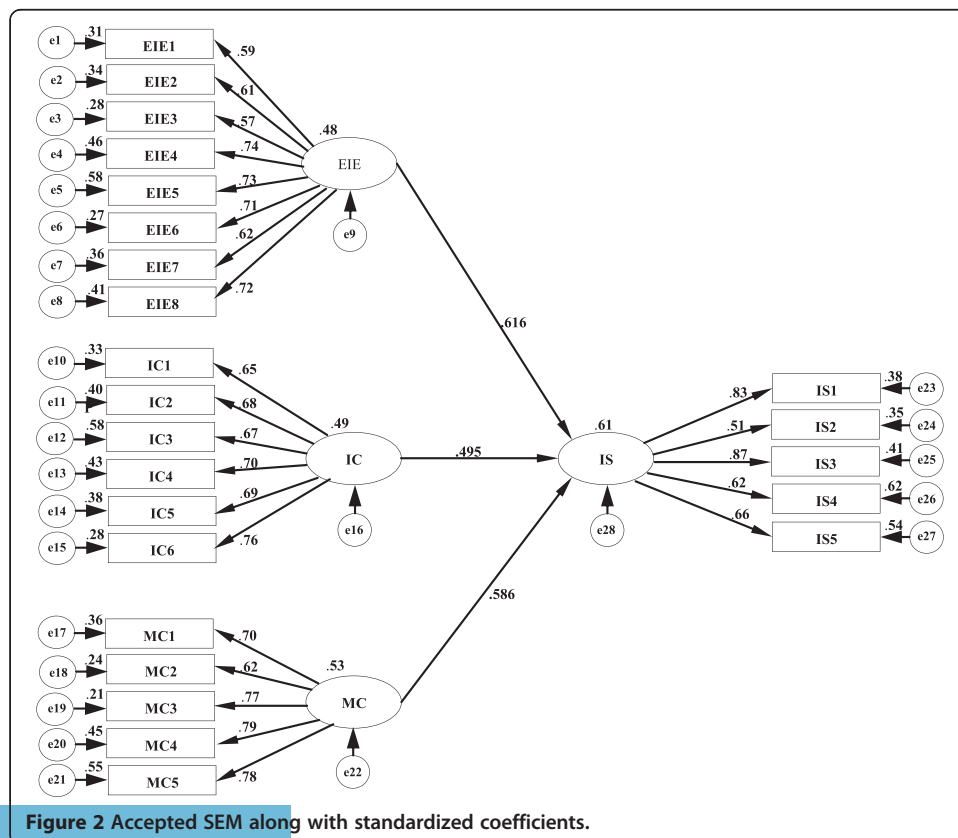 e1 .31 EIE1 .59
e2 .34 EIE2 .61
e3 .28 EIE3 .57 .48
e4 .46 EIE4 .74 EIE
e5 .58 EIE5 .73
e6 .27 EIE6 .71 e9
e7 .36 EIE7 .62
e8 .41 EIE8 .72
.616
e10 .33 IC1 .65
e11 .40 IC2 .68 .49
e12 .58 IC3 .67 IC .495
e13 .43 IC4 .70
e14 .38 IC5 .69
e15 .28 IC6 .76 e16
.61 IS e28
.83 IS1 .38 e23
.51 IS2 .35 e24
.87 IS3 .41 e25
.62 IS4 .62 e26
.66 IS5 .54 e27
.586
e17 .36 MC1 .70
e18 .24 MC2 .62 .53
e19 .21 MC3 .77 MC
e20 .45 MC4 .79
e21 .55 MC5 .78 e22
Figure 2 Accepted SEM along with standardized coefficients.